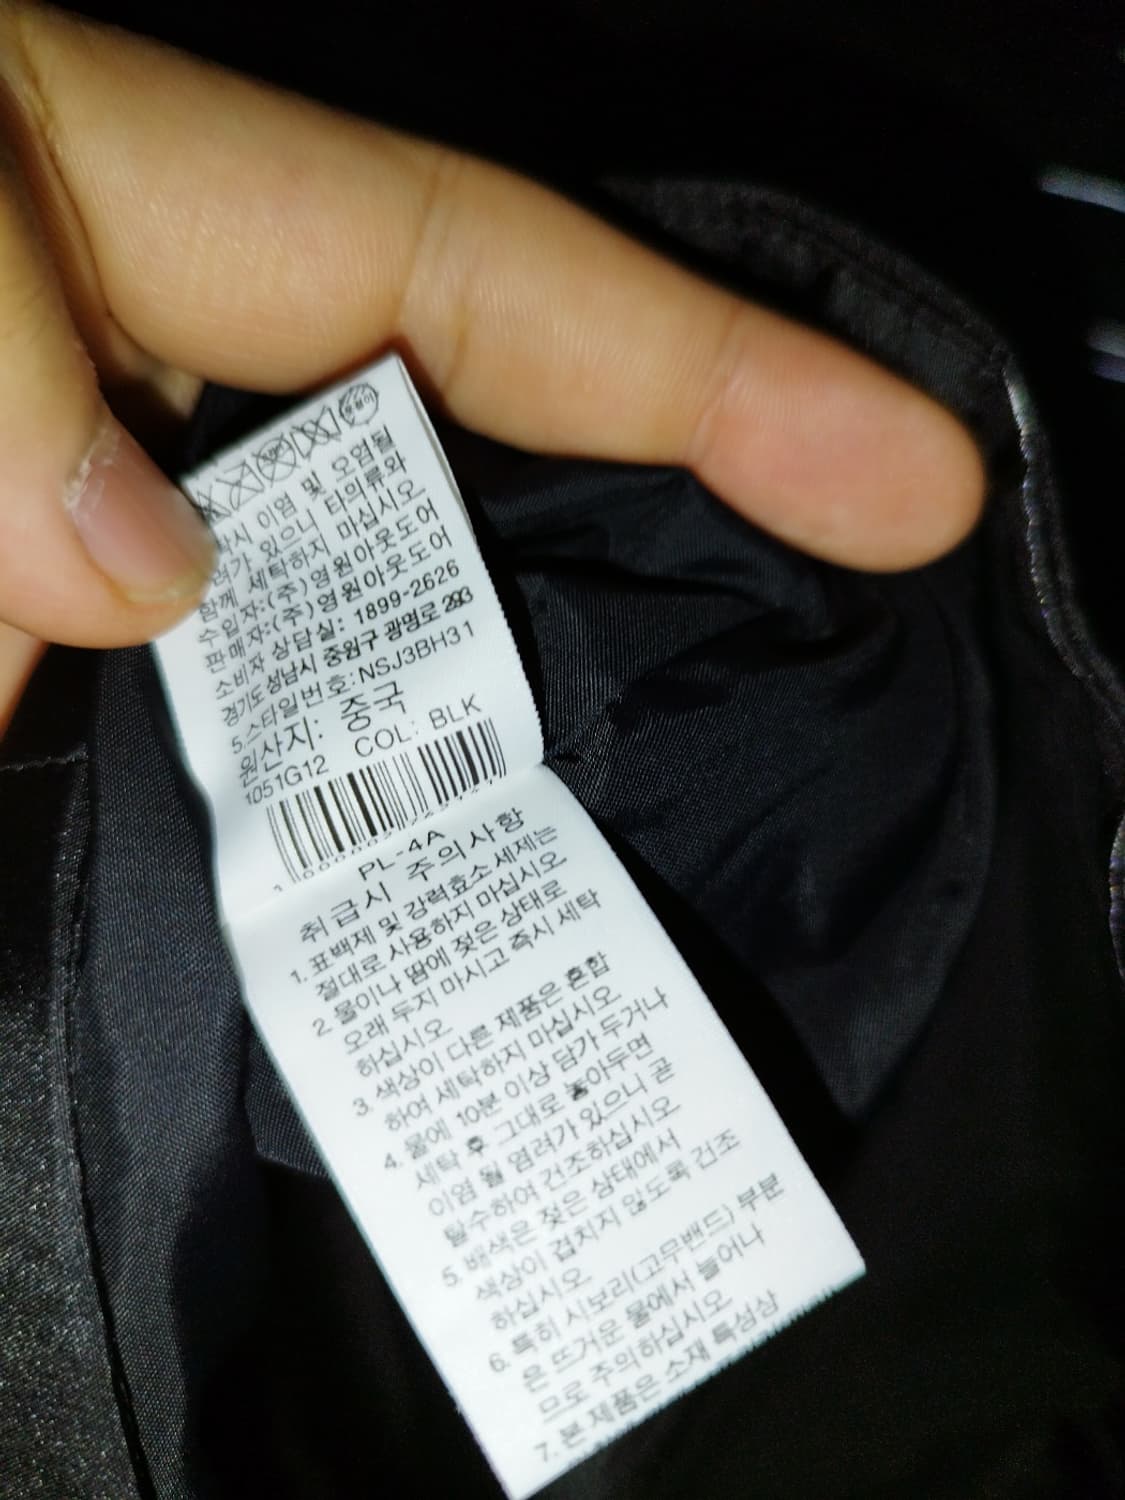 이염 및 오염될
있으니 타의류와
함께 세탁하지 마십시오
수입자:(주)영원아웃도어
판매자:(주)영원아웃도어
소비자 상담실: 1899-2626
경기도 성남시 중원구 광명로 293
5.스타일번호:NSJ3BH31
원산지: 중국
1051G12 COL: BLK
PL-4A
취급시 주의사항
1. 표백제 및 강력효소세제는
절대로 사용하지 마십시오
2. 물이나 땀에 젖은 상태로
오래 두지 마시고 즉시 세탁
하십시오
3. 색상이 다른 제품은 혼합
하여 세탁하지 마십시오
4. 물에 10분 이상 담가 두거나
세탁 후 그대로 놓아두면
이염 될 염려가 있으니 곧
탈수하여 건조하십시오
5. 배색은 젖은 상태에서
색상이 겹치지 않도록 건조
하십시오
6. 특히 시보리(고무밴드) 부분
은 뜨거운 물에서 늘어나
므로 주의하십시오
7. 본 제품은 소재 특성상